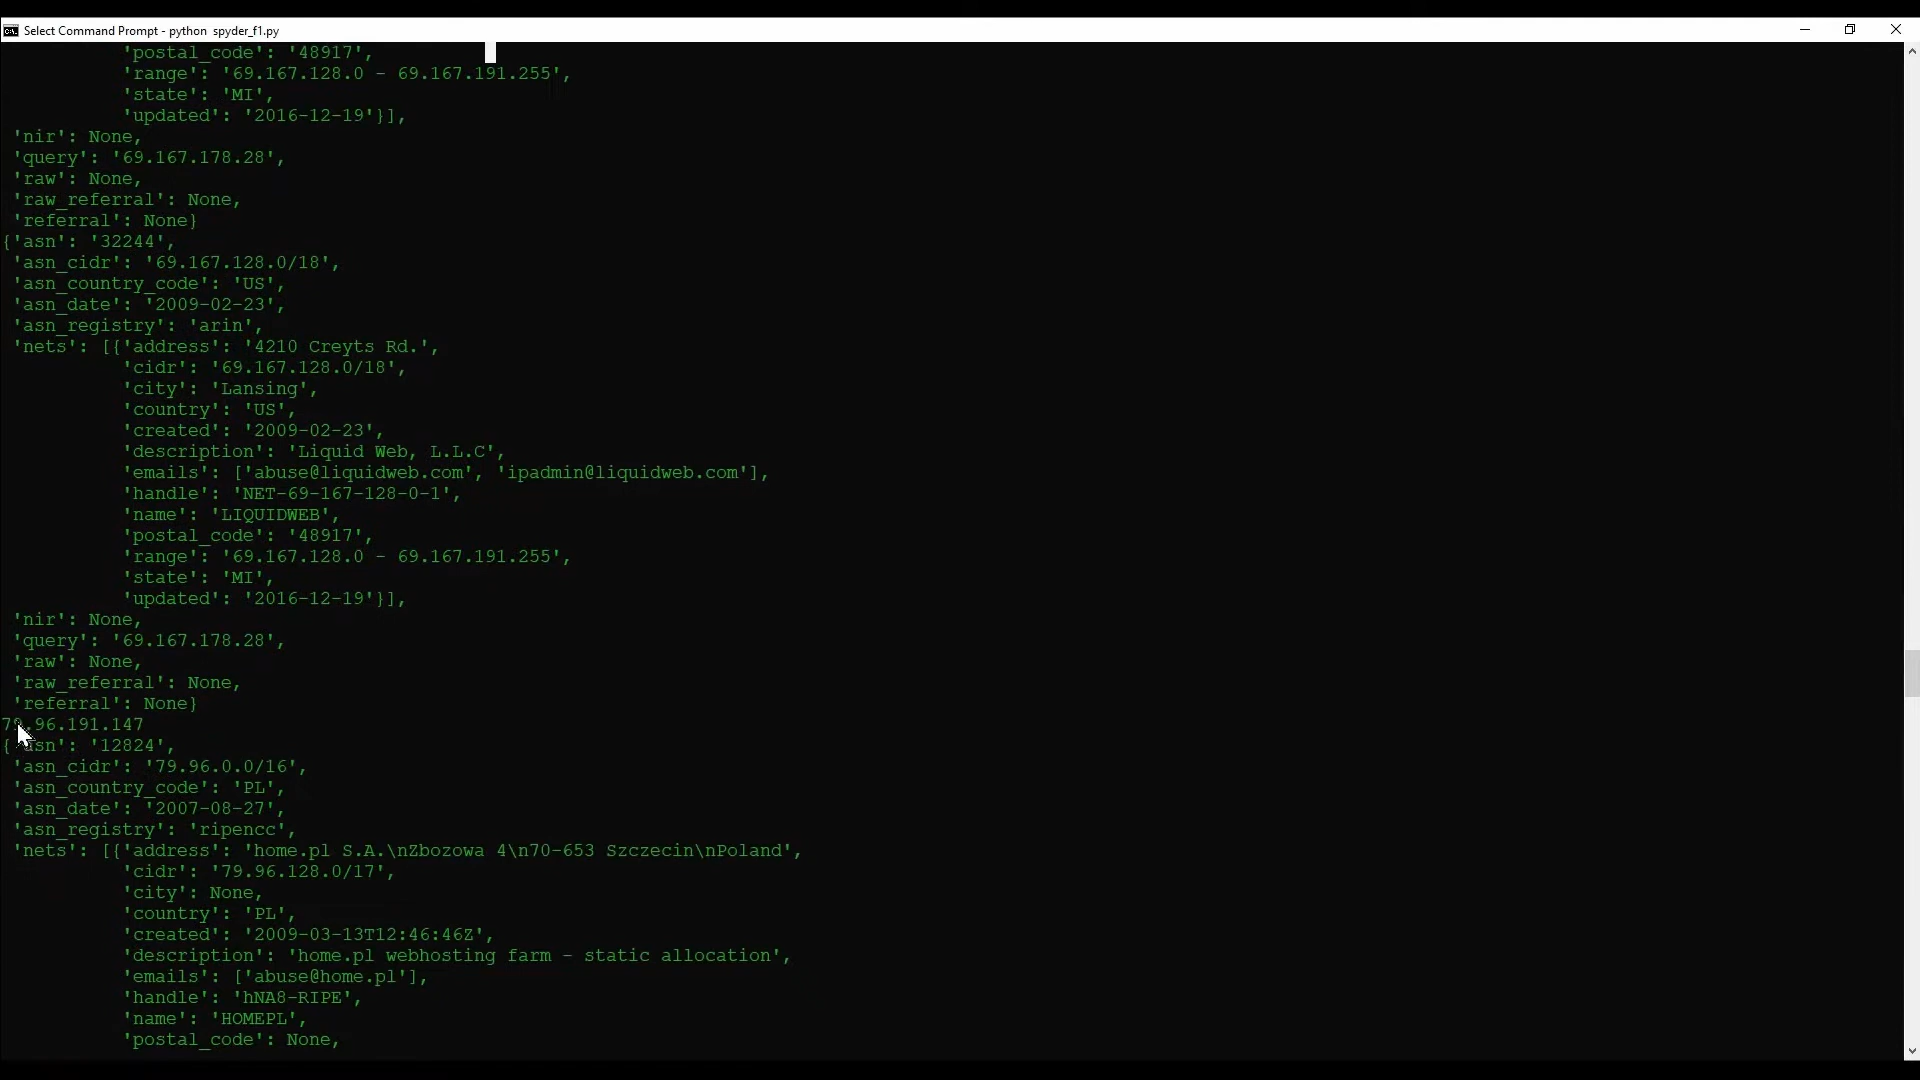 Select Command Prompt - python  spyder_f1.py
'postal_code': '48917',
'range': '69.167.128.0 - 69.167.191.255',
'state': 'MI',
'updated': '2016-12-19'}],
'nir': None,
'query': '69.167.178.28',
'raw': None,
'raw_referral': None,
'referral': None}
{'asn': '32244',
'asn_cidr': '69.167.128.0/18',
'asn_country_code': 'US',
'asn_date': '2009-02-23',
'asn_registry': 'arin',
'nets': [{'address': '4210 Creyts Rd.',
'cidr': '69.167.128.0/18',
'city': 'Lansing',
'country': 'US',
'created': '2009-02-23',
'description': 'Liquid Web, L.L.C',
'emails': ['abuse@liquidweb.com', 'ipadmin@liquidweb.com'],
'handle': 'NET-69-167-128-0-1',
'name': 'LIQUIDWEB',
'postal_code': '48917',
'range': '69.167.128.0 - 69.167.191.255',
'state': 'MI',
'updated': '2016-12-19'}],
'nir': None,
'query': '69.167.178.28',
'raw': None,
'raw_referral': None,
'referral': None}
79.96.191.147
{'asn': '12824',
'asn_cidr': '79.96.0.0/16',
'asn_country_code': 'PL',
'asn_date': '2007-08-27',
'asn_registry': 'ripencc',
'nets': [{'address': 'home.pl S.A.\nZbozowa 4\n70-653 Szczecin\nPoland',
'cidr': '79.96.128.0/17',
'city': None,
'country': 'PL',
'created': '2009-03-13T12:46:46Z',
'description': 'home.pl webhosting farm - static allocation',
'emails': ['abuse@home.pl'],
'handle': 'hNA8-RIPE',
'name': 'HOMEPL',
'postal_code': None,